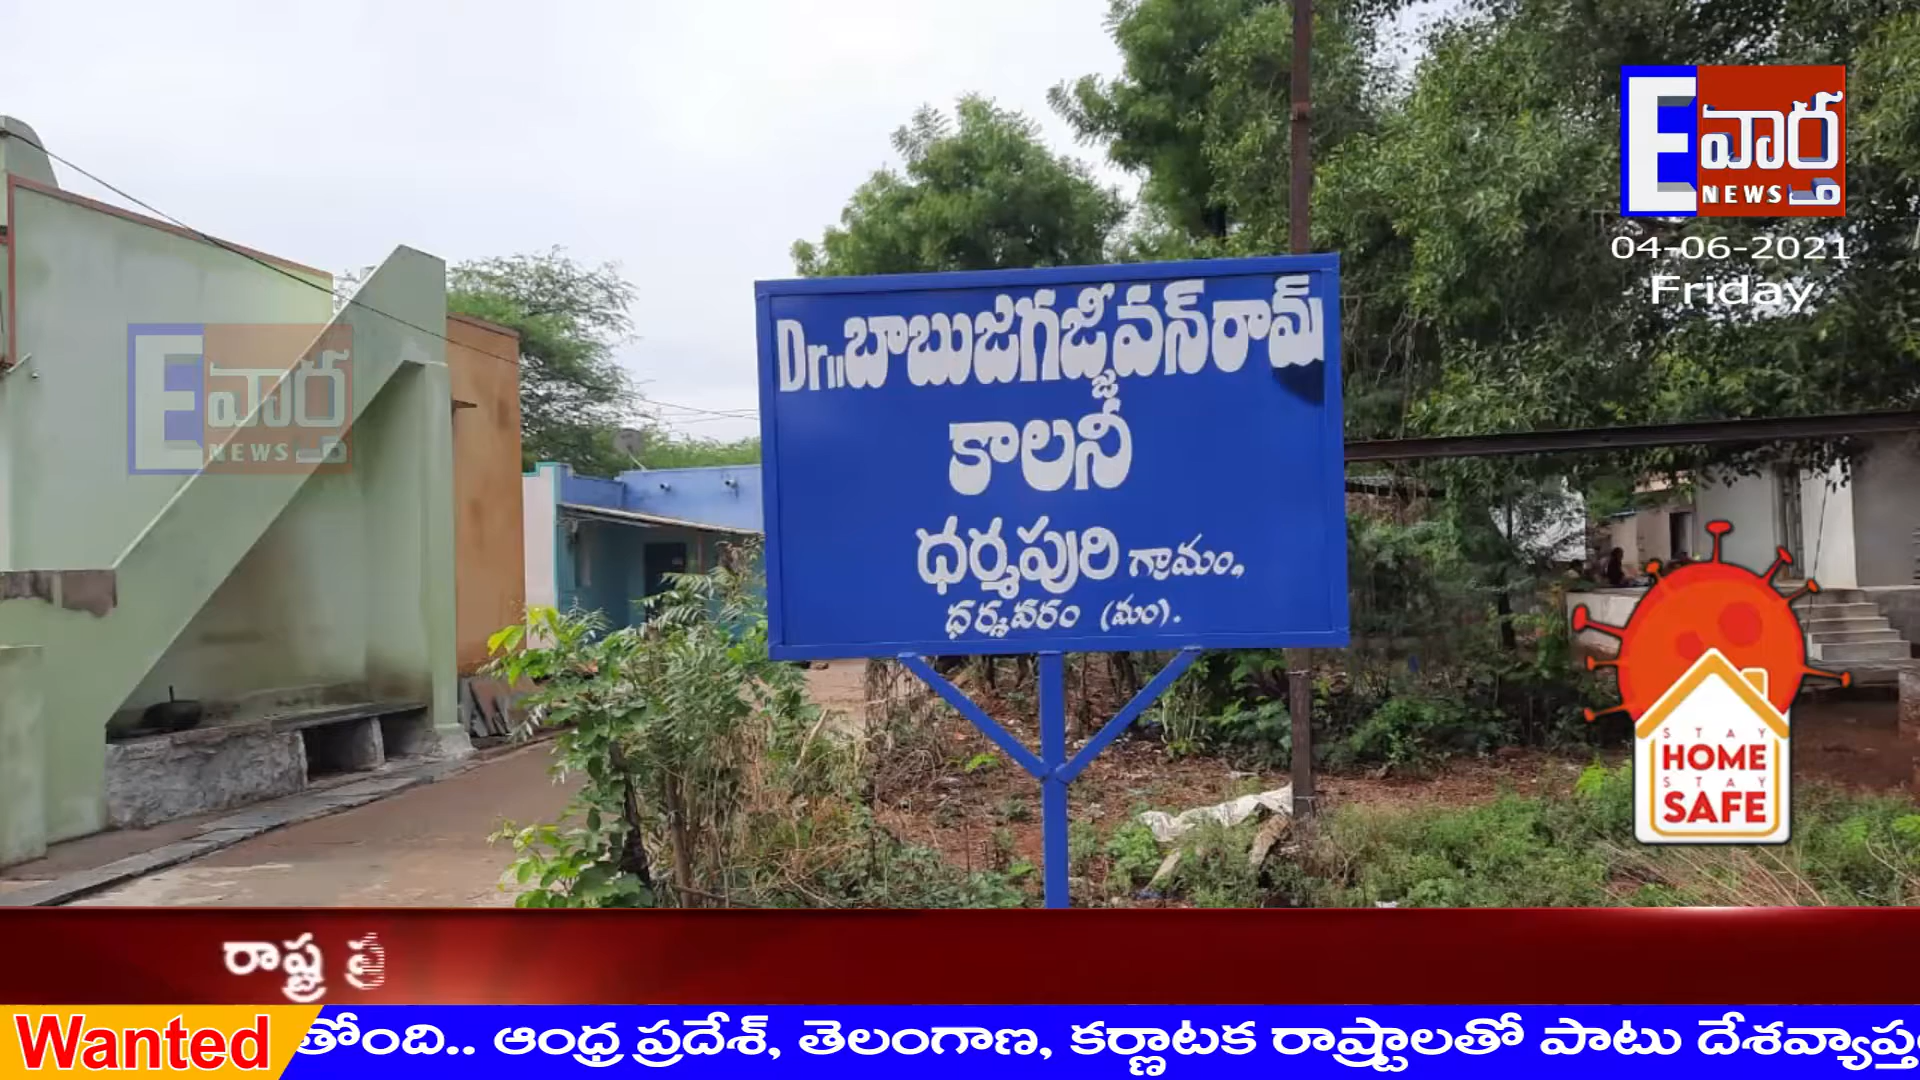 E వార్త
NEWS
04-06-2021
Friday
E వార్త
NEWS
Dr॥బాబుజగజ్జీవన్‌రామ్
కాలనీ
ధర్మపురి గ్రామం.,
ధర్మవరం (మం).
STAY
HOME
STAY
SAFE
రాష్ట్ర ప్ర
Wanted తోంది.. ఆంధ్ర ప్రదేశ్, తెలంగాణ, కర్ణాటక రాష్ట్రాలతో పాటు దేశవ్యాప్త